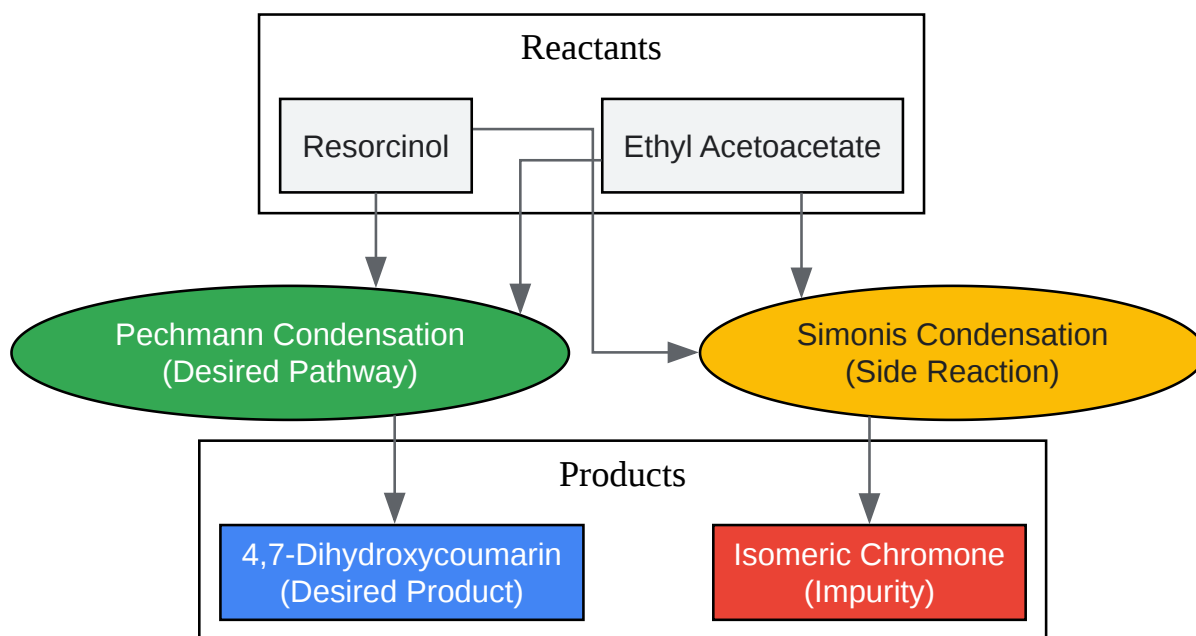 Reactants
Resorcinol
Ethyl Acetoacetate
Pechmann Condensation
(Desired Pathway)
Simonis Condensation
(Side Reaction)
Products
4,7-Dihydroxycoumarin
(Desired Product)
Isomeric Chromone
(Impurity)